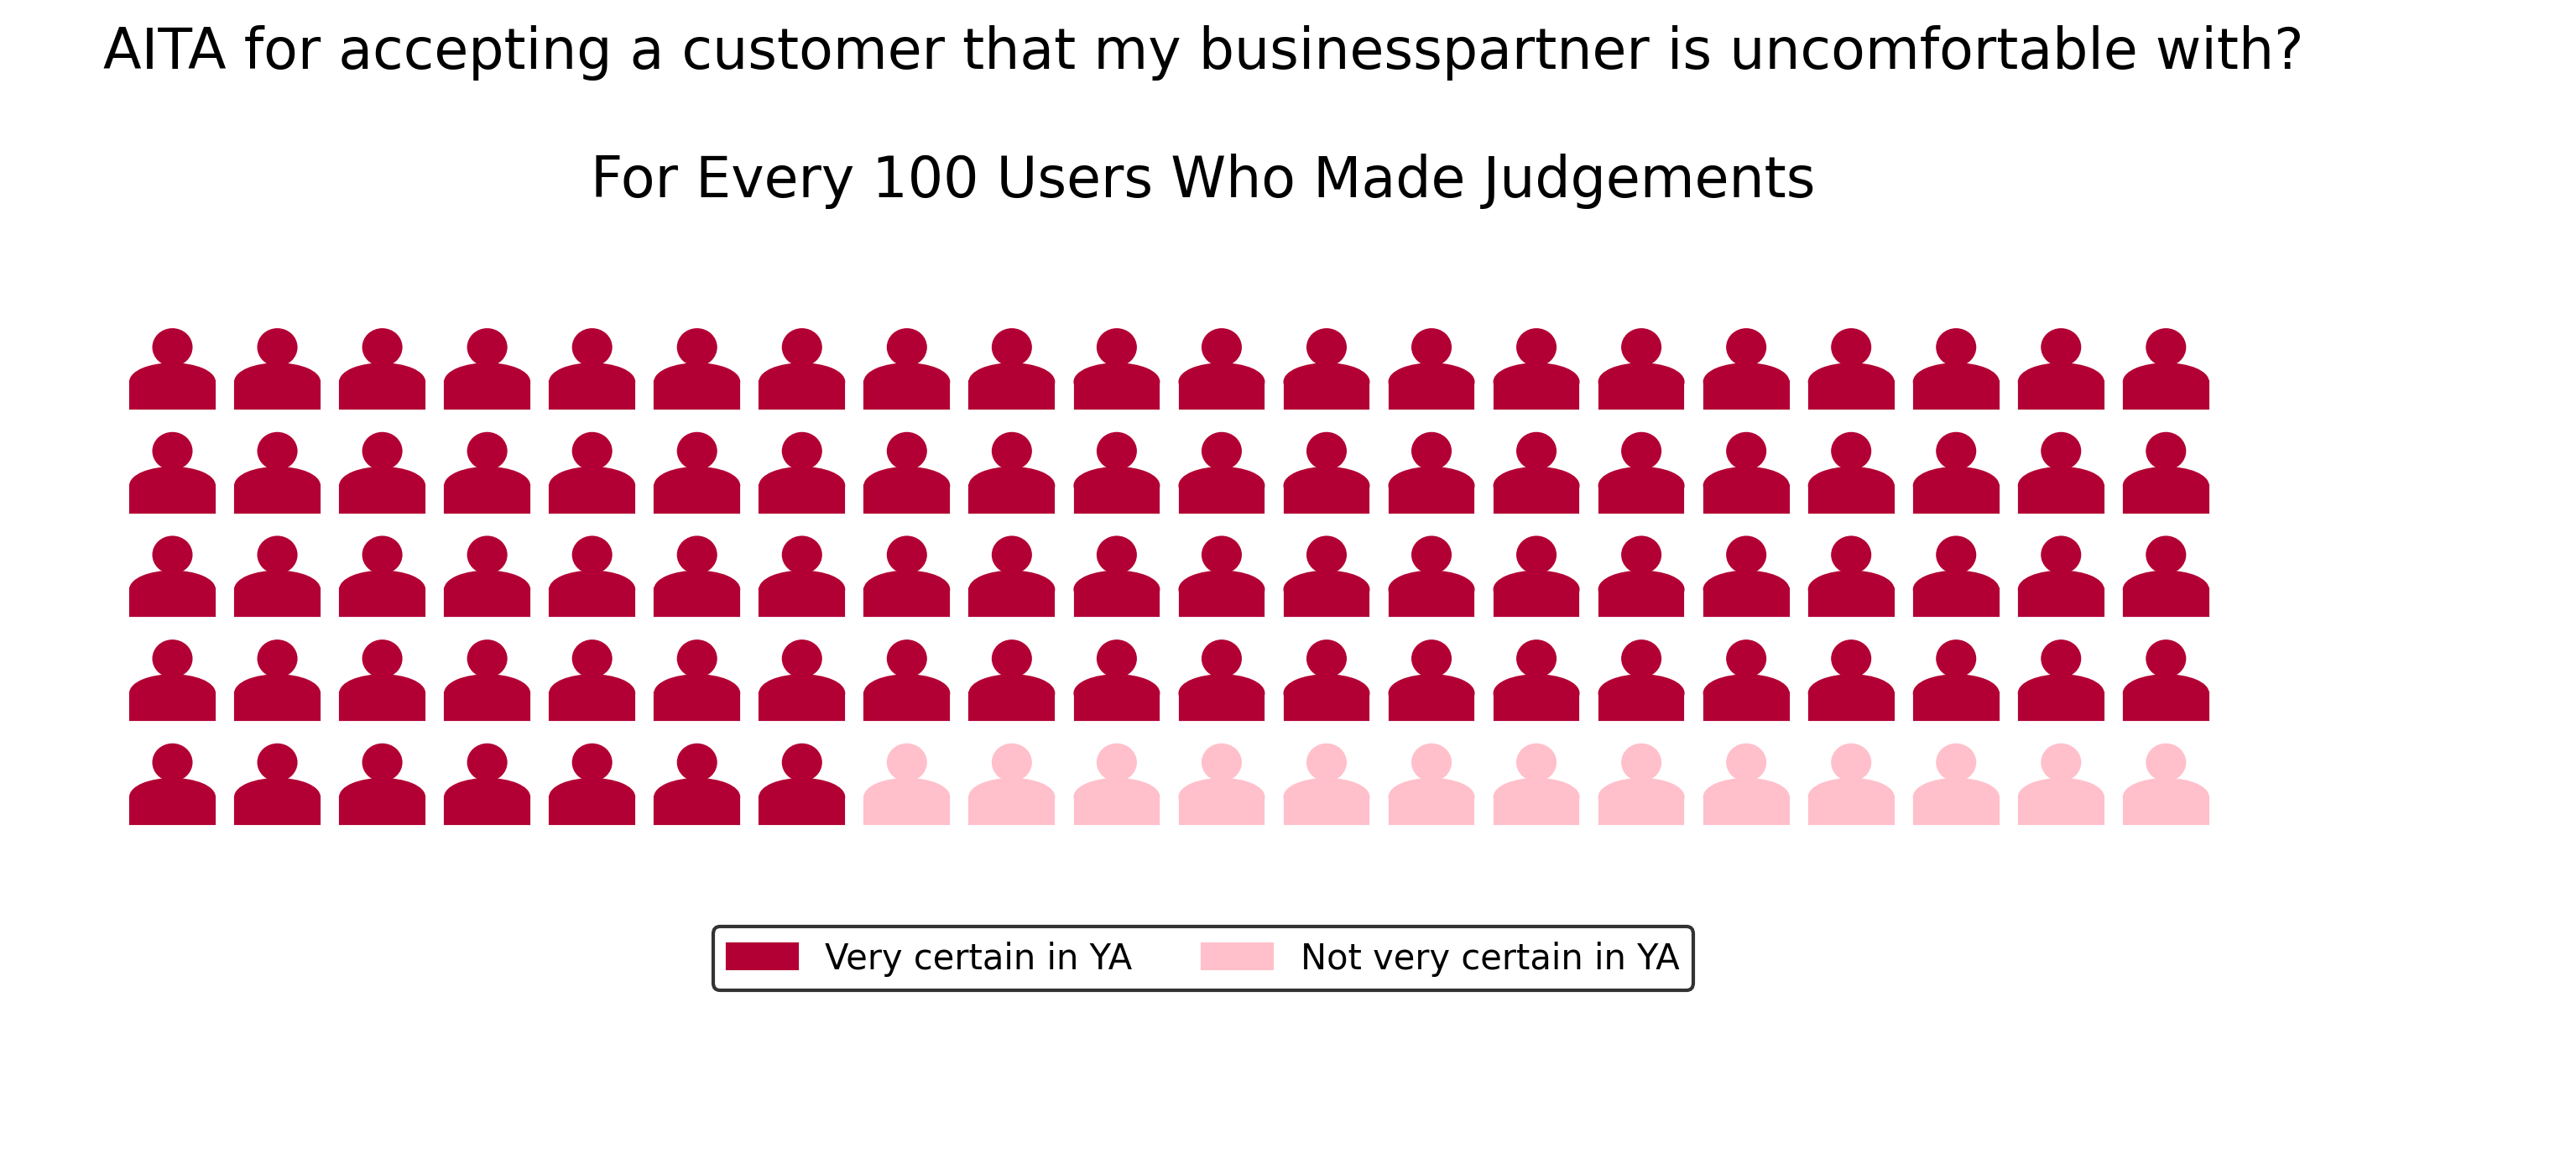 AITA for accepting a customer that my businesspartner is uncomfortable with?
For Every 100 Users Who Made Judgements
Very certain in YA
Not very certain in YA